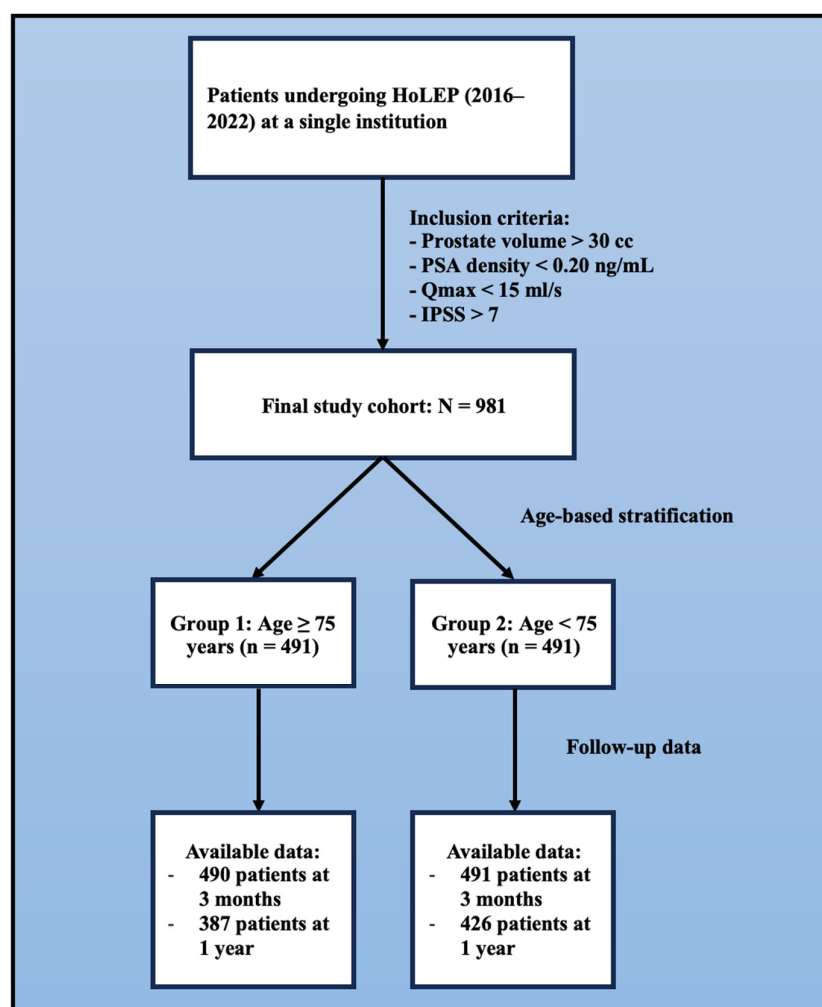 Patients undergoing HoLEP (2016–
2022) at a single institution
Inclusion criteria:
- Prostate volume > 30 cc
- PSA density < 0.20 ng/mL
- Qmax < 15 ml/s
- IPSS > 7
Final study cohort: N = 981
Age-based stratification
Group 1: Age ≥ 75
years (n = 491)
Group 2: Age < 75
years (n = 491)
Follow-up data
Available data:
- 490 patients at
3 months
- 387 patients at
1 year
Available data:
- 491 patients at
3 months
- 426 patients at
1 year